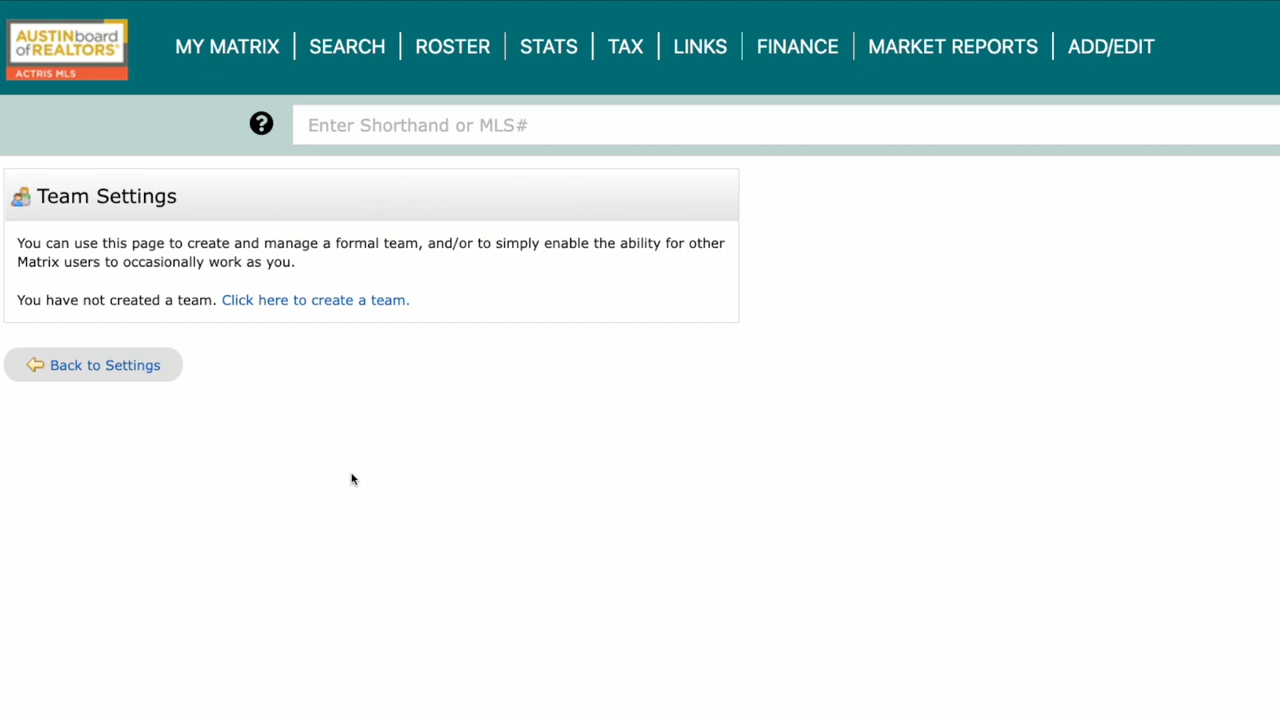 AUSTINboard
ofREALTORS®
ACTRIS MLS
MY MATRIX SEARCH ROSTER STATS TAX LINKS FINANCE MARKET REPORTS ADD/EDIT
? Enter Shorthand or MLS#
Team Settings
You can use this page to create and manage a formal team, and/or to simply enable the ability for other
Matrix users to occasionally work as you.
You have not created a team. Click here to create a team.
Back to Settings